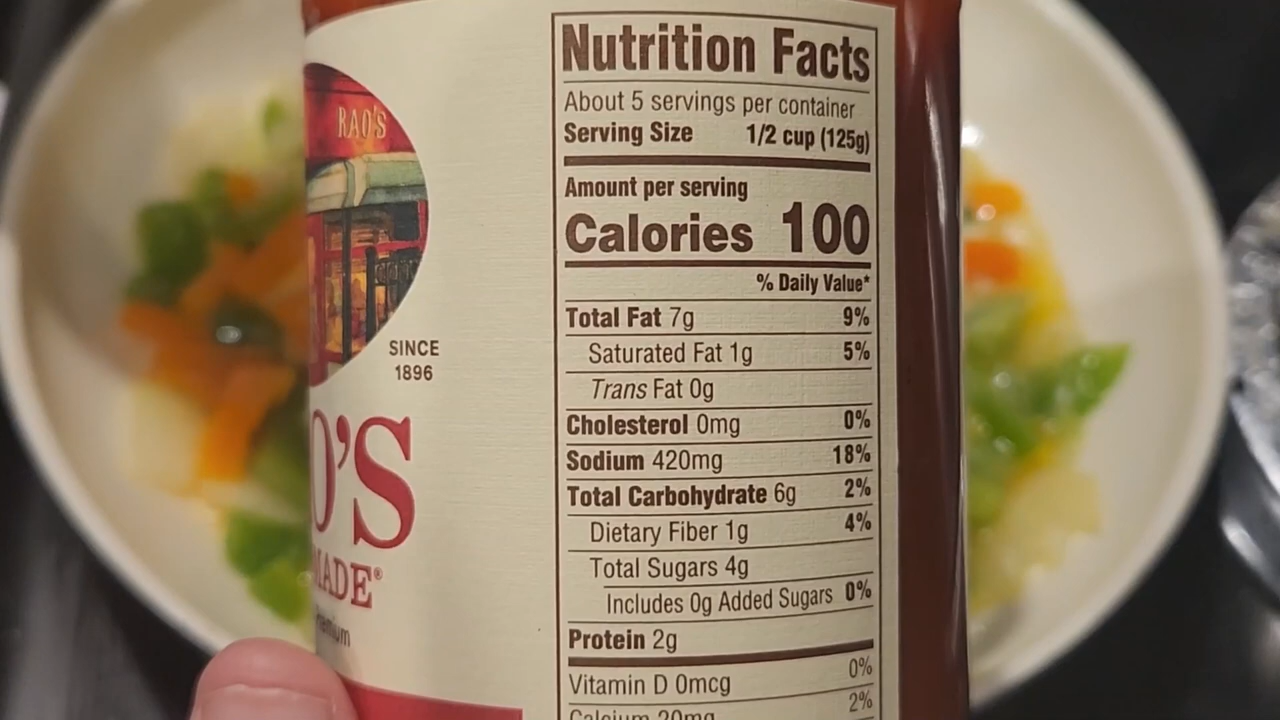 RAO'S
SINCE
1896
O'S
MADE®
Nutrition Facts
About 5 servings per container
Serving Size 1/2 cup (125g)
Amount per serving
Calories 100
% Daily Value*
Total Fat 7g 9%
Saturated Fat 1g 5%
Trans Fat 0g
Cholesterol 0mg 0%
Sodium 420mg 18%
Total Carbohydrate 6g 2%
Dietary Fiber 1g 4%
Total Sugars 4g
Includes 0g Added Sugars 0%
Protein 2g
Vitamin D 0mcg 0%
Calcium 20mg 2%